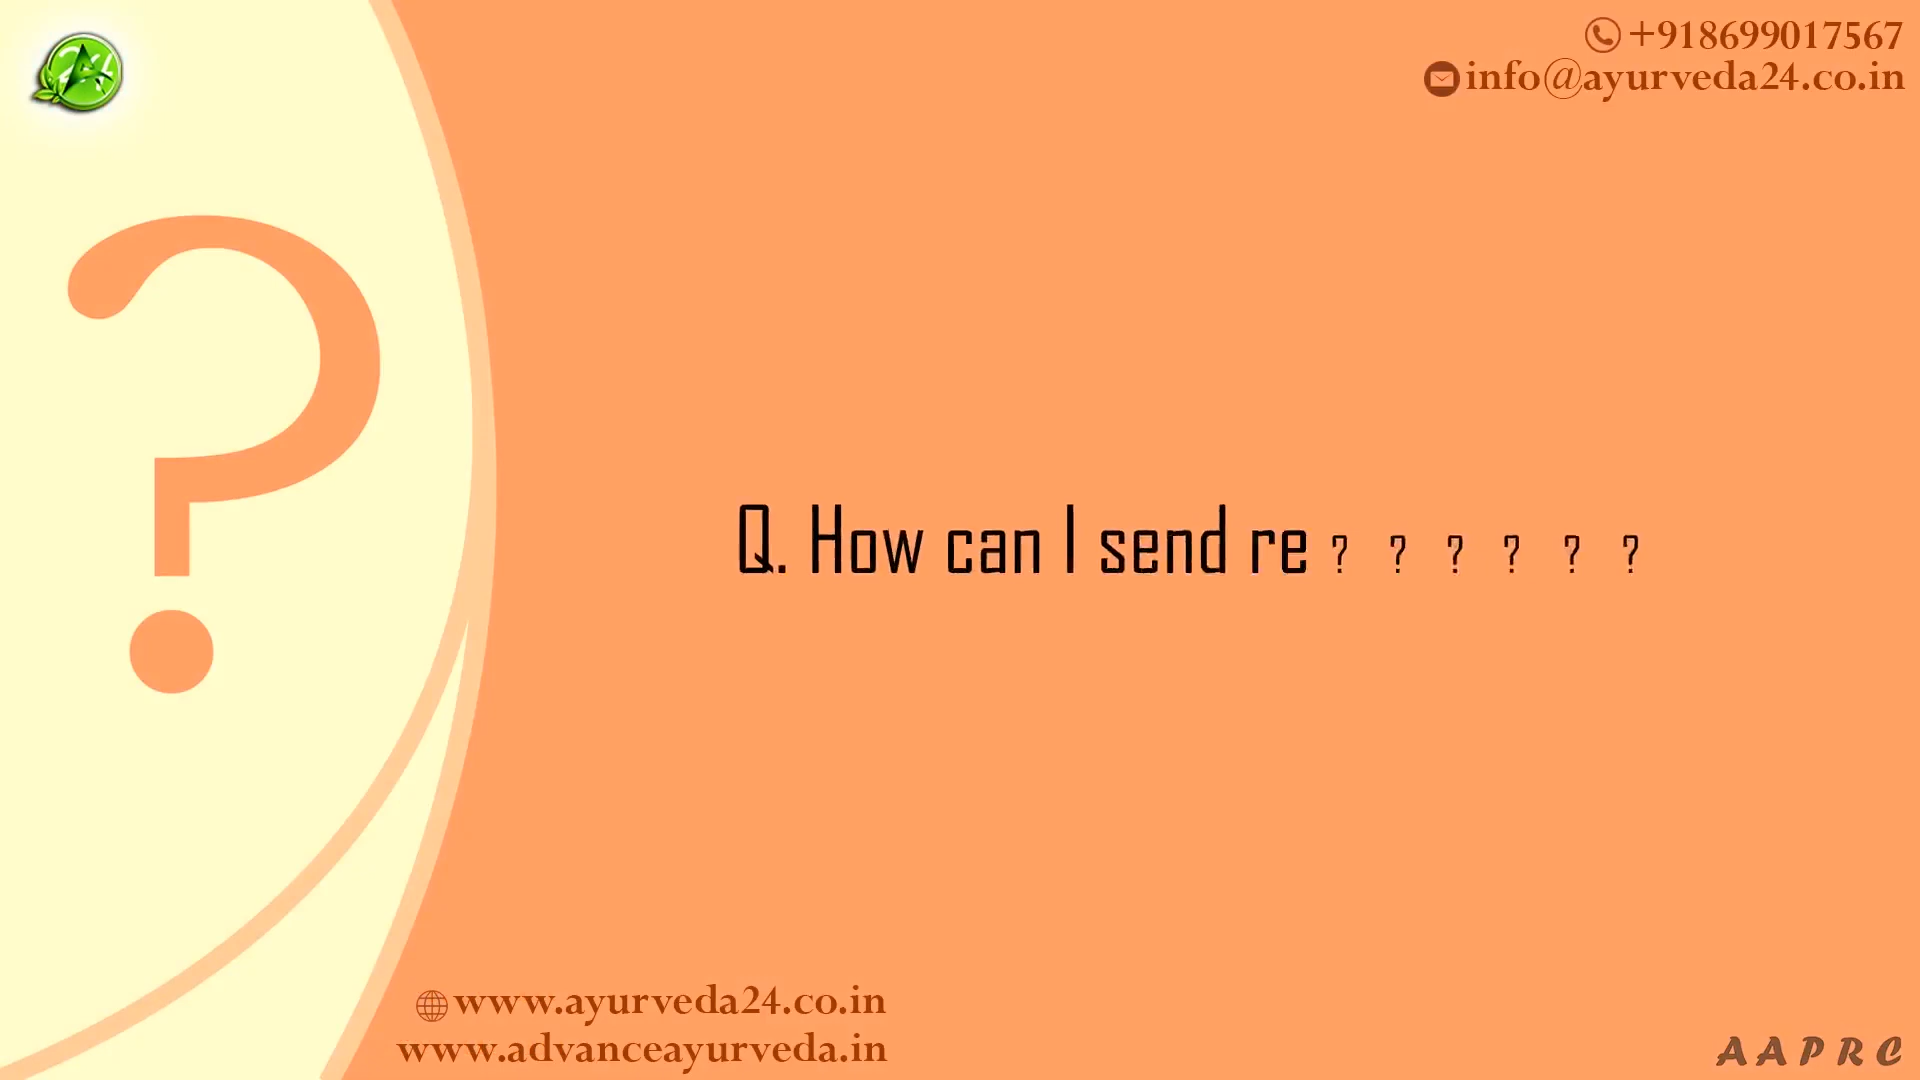 +918699017567
info@ayurveda24.co.in
?
Q. How can I send re ? ? ? ? ? ?
www.ayurveda24.co.in
www.advanceayurveda.in
AAPRC